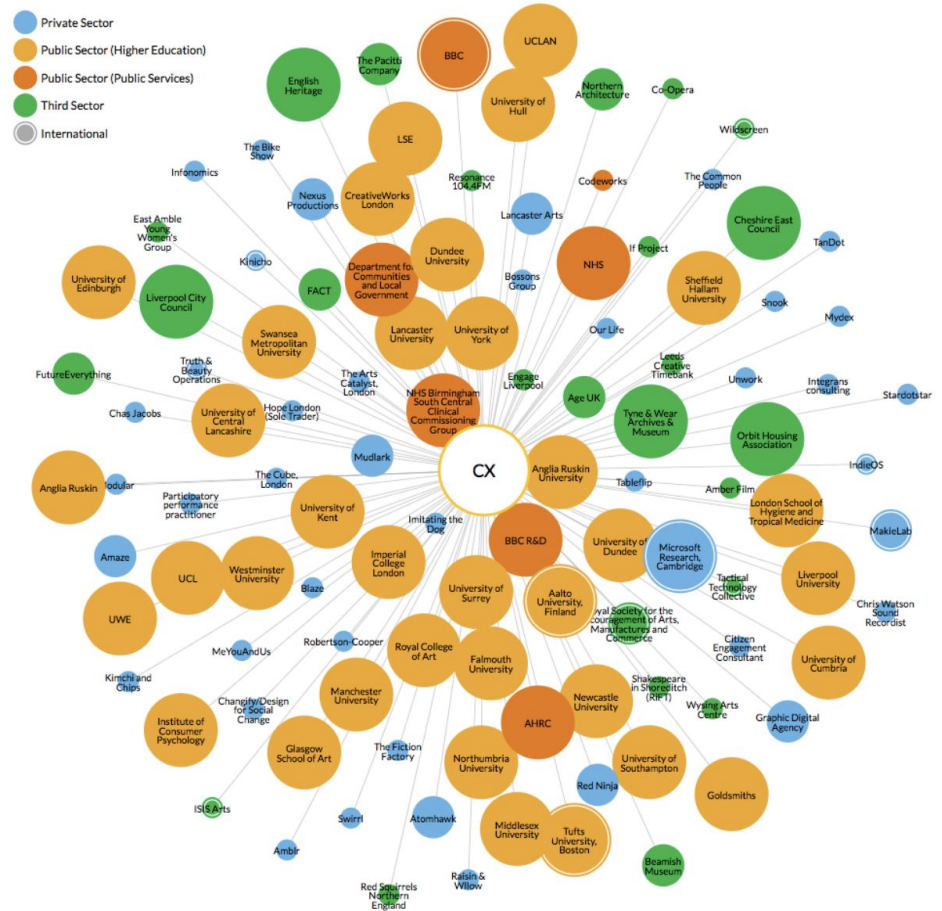 Private Sector
Public Sector (Higher Education)
Public Sector (Public Services)
Third Sector
International
English
Heritage
The Pacitti
Company
BBC
UCLAN
University of
Hull
Northern
Architecture
Co-Opera
Wildscreen
LSE
The Bike
Show
Infonomics
Nexus
Productions
CreativeWorks
London
Resonance
104.4FM
Codeworks
The Common
People
Lancaster Arts
Cheshire East
Council
East Amble
Young
Women's
Group
Kinicho
Dundee
University
NHS
If Project
TanDot
University of
Edinburgh
Liverpool City
Council
FACT
Department for
Communities
and Local
Government
Bossons
Group
Sheffield
Hallam
University
Snook
Mydex
Swansea
Metropolitan
University
Lancaster
University
University of
York
Our Life
FutureEverything
Truth &
Beauty
Operations
The Arts
Catalyst,
London
Engage
Liverpool
Leeds
Creative
Timebank
Unwork
Integrans
consulting
Stardotstar
Chas Jacobs
University of
Central
Lancashire
Hope London
(Sole Trader)
NHS Birmingham
South Central
Clinical
Commissioning
Group
Age UK
Tyne & Wear
Archives &
Museum
Orbit Housing
Association
Mudlark
CX
Anglia Ruskin
University
Tableflip
IndieOS
Anglia Ruskin
odular
The Cube,
London
Participatory
performance
practitioner
University of
Kent
Imitating the
Dog
Amber Film
London School of
Hygiene and
Tropical Medicine
MakieLab
Amaze
BBC R&D
University of
Dundee
Microsoft
Research,
Cambridge
UCL
Westminster
University
Imperial
College
London
Tactical
Technology
Collective
Liverpool
University
Blaze
University of
Surrey
Aalto
University,
Finland
oyal Society for the
couragement of Arts,
Manufactures and
Commerce
Chris Watson
Sound
Recordist
UWE
MeYouAndUs
Robertson-Cooper
Royal College
of Art
Falmouth
University
Citizen
Engagement
Consultant
University of
Cumbria
Kimchi and
Chips
Changify/Design
for Social
Change
Manchester
University
Shakespeare
in Shoreditch
(RIFT)
Newcastle
University
Wysing Arts
Centre
Graphic Digital
Agency
Institute of
Consumer
Psychology
Glasgow
School of Art
The Fiction
Factory
AHRC
Northumbria
University
University of
Southampton
Red Ninja
Goldsmiths
ISIS Arts
Swirrl
Atomhawk
Middlesex
University
Tufts
University,
Boston
Amblr
Beamish
Museum
Raisin &
Willow
Red Squirrels
Northern
England